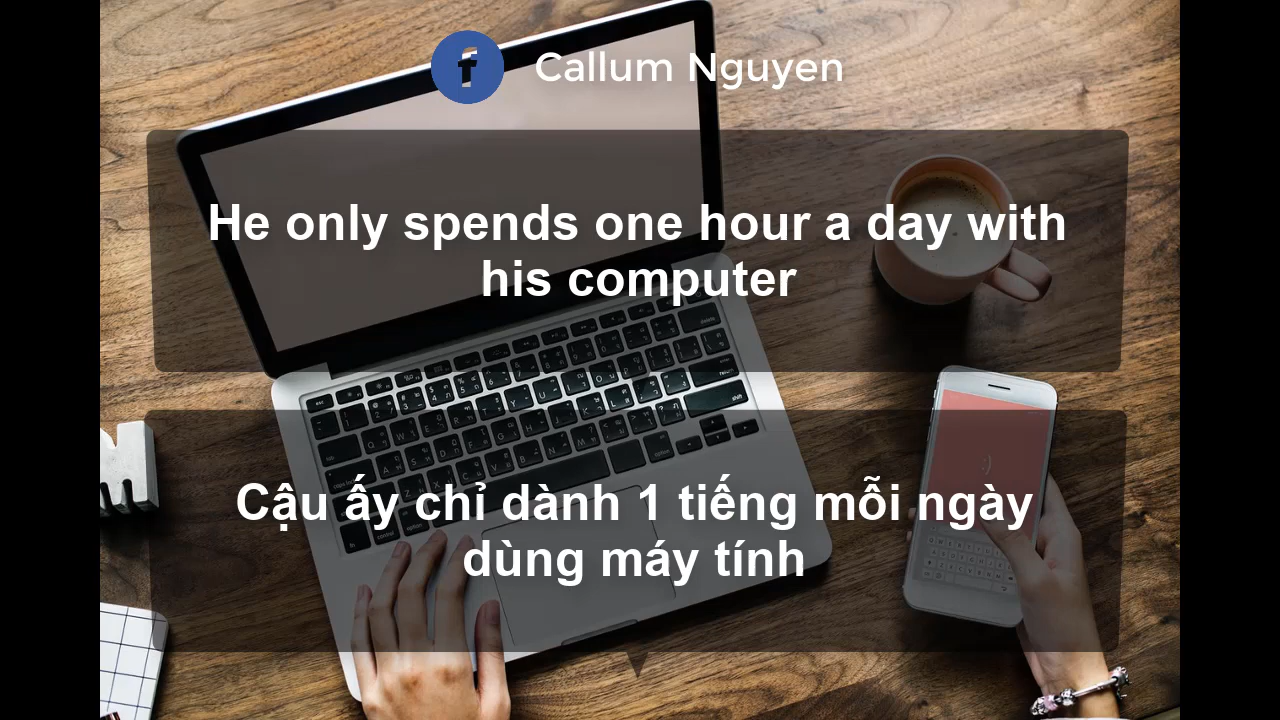 f Callum Nguyen
He only spends one hour a day with
his computer
Cậu ấy chỉ dành 1 tiếng mỗi ngày
dùng máy tính